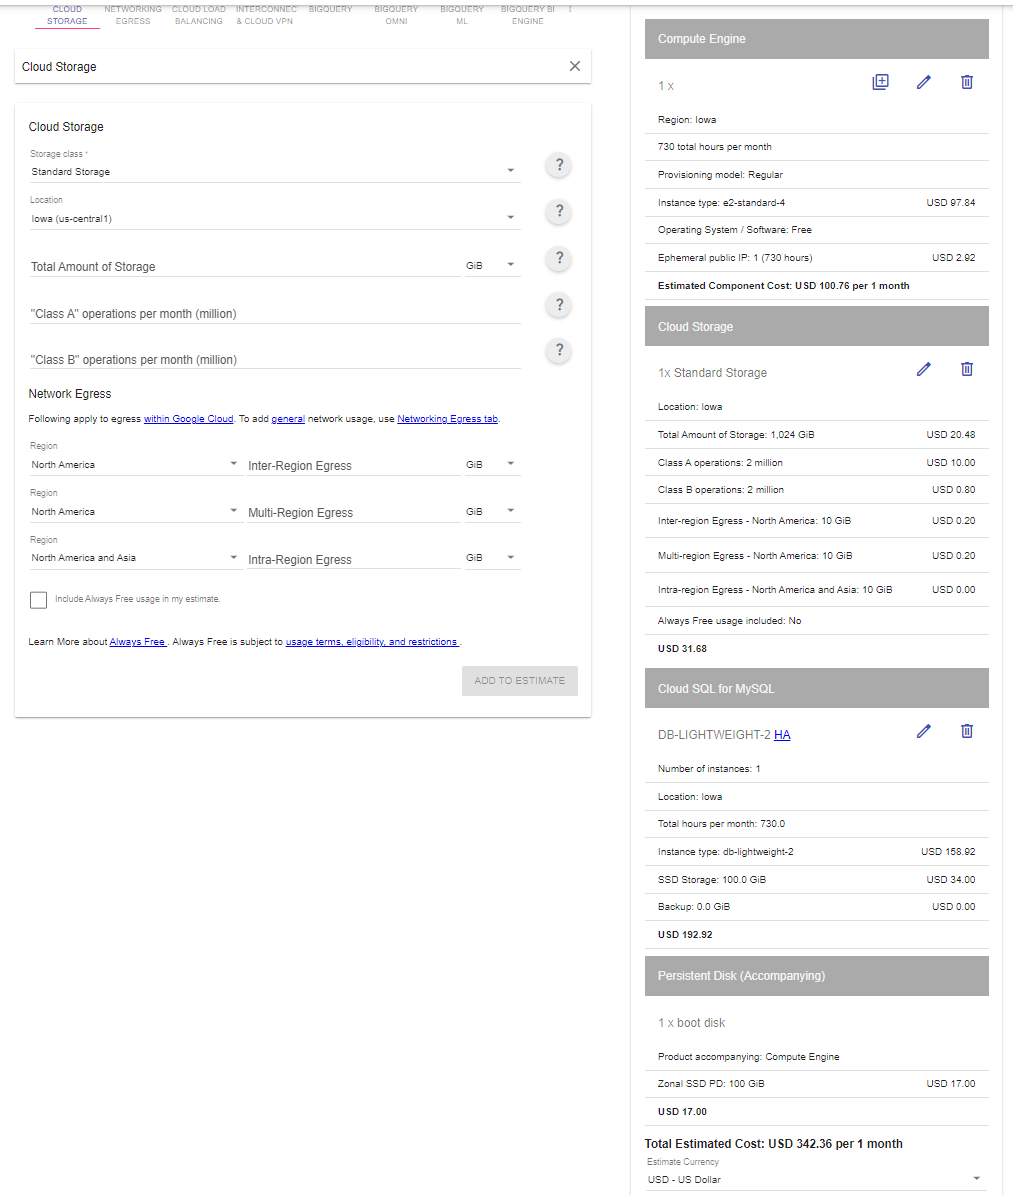 CLOUD STORAGE
NETWORKING EGRESS
CLOUD LOAD BALANCING
INTERCONNEC & CLOUD VPN
BIGQUERY
BIGQUERY OMNI
BIGQUERY ML
BIGQUERY BI ENGINE
Cloud Storage
Cloud Storage
Storage class *
Standard Storage
?
Location
Iowa (us-central1)
?
Total Amount of Storage GiB
?
"Class A" operations per month (million)
?
"Class B" operations per month (million)
?
Network Egress
Following apply to egress within Google Cloud. To add general network usage, use Networking Egress tab.
Region
North America Inter-Region Egress GiB
Region
North America Multi-Region Egress GiB
Region
North America and Asia Intra-Region Egress GiB
Include Always Free usage in my estimate.
Learn More about Always Free . Always Free is subject to usage terms, eligibility, and restrictions .
ADD TO ESTIMATE
Compute Engine
1 x
Region: Iowa
730 total hours per month
Provisioning model: Regular
Instance type: e2-standard-4 USD 97.84
Operating System / Software: Free
Ephemeral public IP: 1 (730 hours) USD 2.92
Estimated Component Cost: USD 100.76 per 1 month
Cloud Storage
1x Standard Storage
Location: Iowa
Total Amount of Storage: 1,024 GiB USD 20.48
Class A operations: 2 million USD 10.00
Class B operations: 2 million USD 0.80
Inter-region Egress - North America: 10 GiB USD 0.20
Multi-region Egress - North America: 10 GiB USD 0.20
Intra-region Egress - North America and Asia: 10 GiB USD 0.00
Always Free usage included: No
USD 31.68
Cloud SQL for MySQL
DB-LIGHTWEIGHT-2 HA
Number of instances: 1
Location: Iowa
Total hours per month: 730.0
Instance type: db-lightweight-2 USD 158.92
SSD Storage: 100.0 GiB USD 34.00
Backup: 0.0 GiB USD 0.00
USD 192.92
Persistent Disk (Accompanying)
1 x boot disk
Product accompanying: Compute Engine
Zonal SSD PD: 100 GiB USD 17.00
USD 17.00
Total Estimated Cost: USD 342.36 per 1 month
Estimate Currency
USD - US Dollar